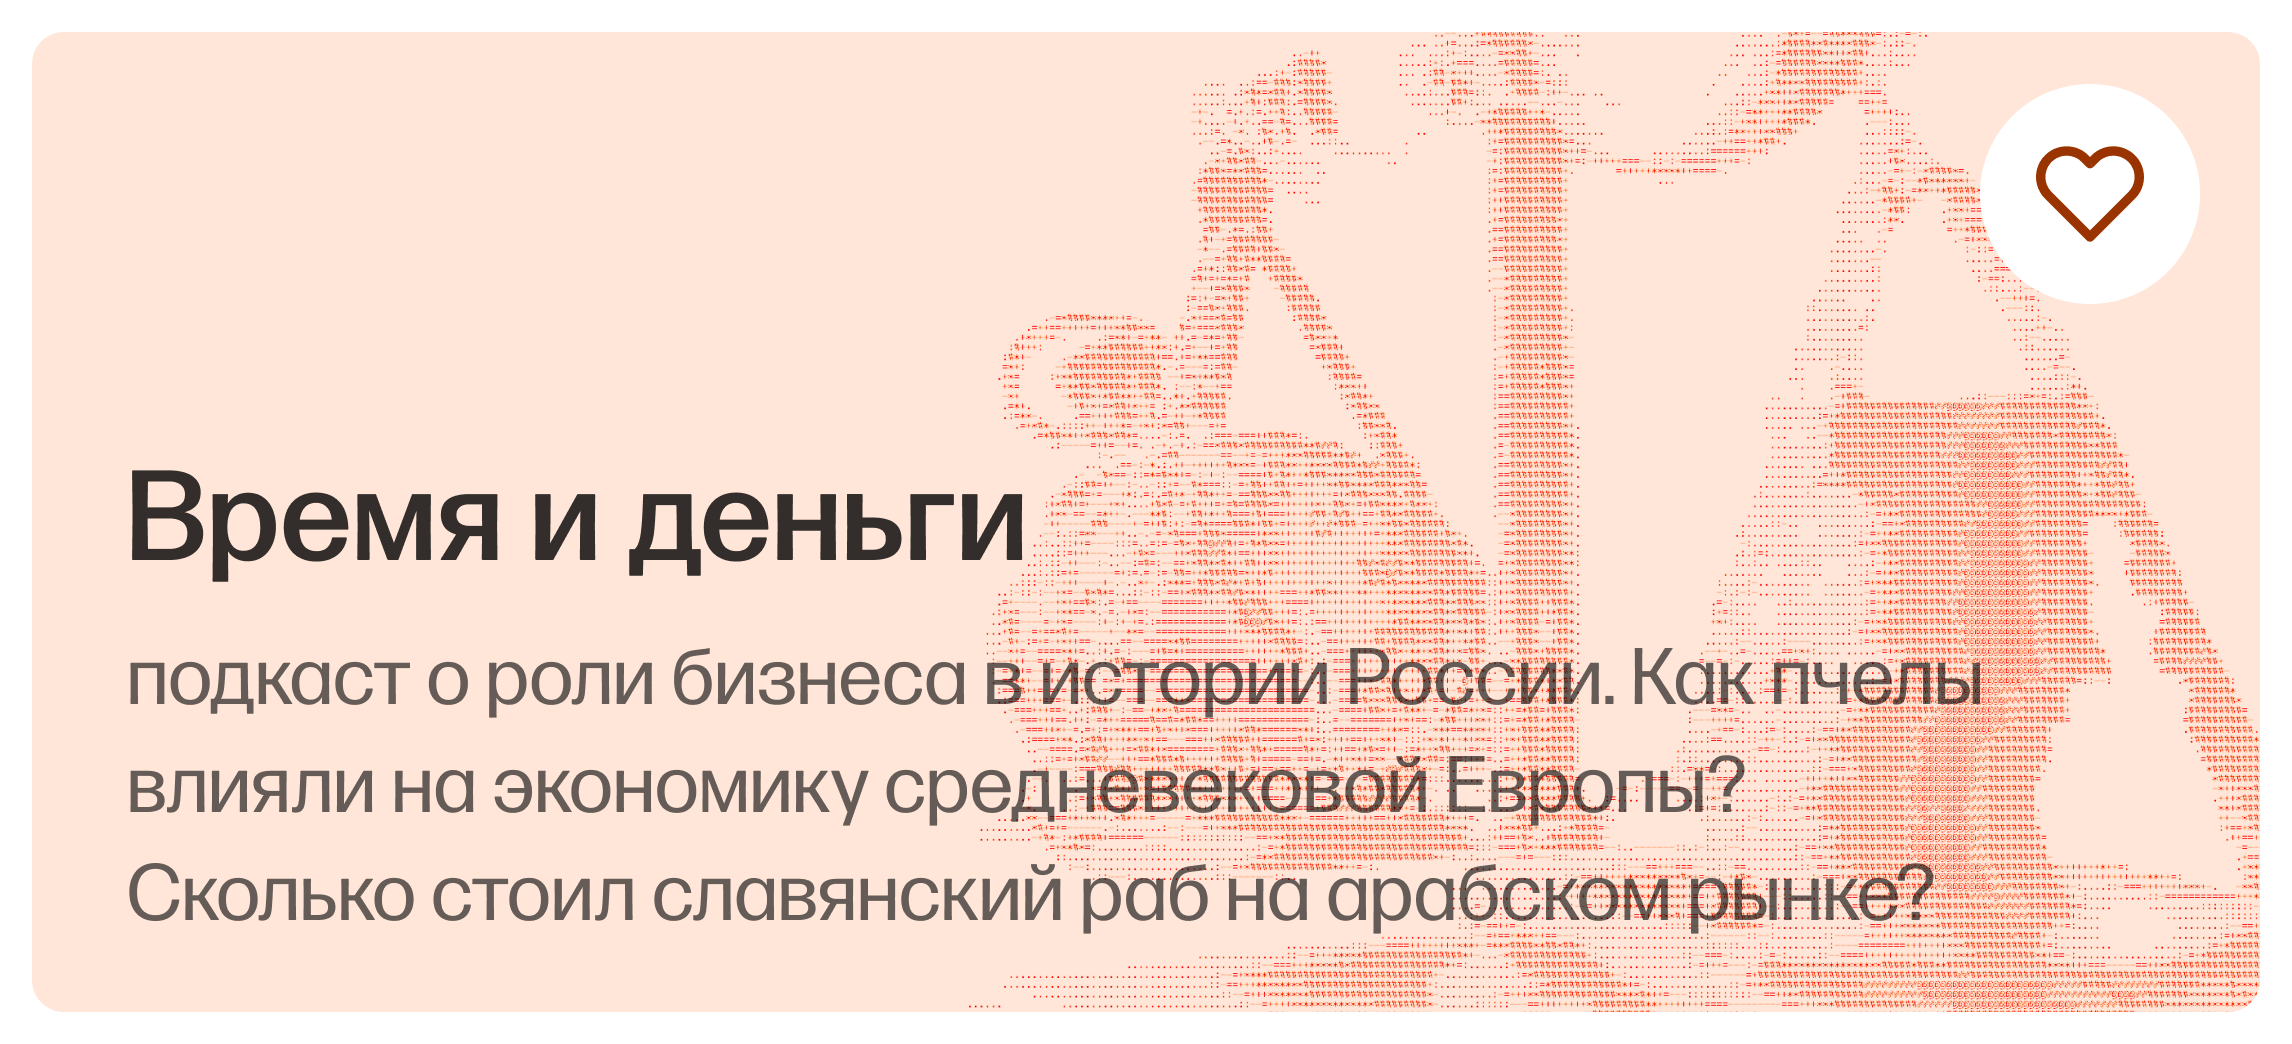 Время и деньги
подкаст о роли бизнеса в истории России. Как пчелы
влияли на экономику средневековой Европы?
Сколько стоил славянский раб на арабском рынке?